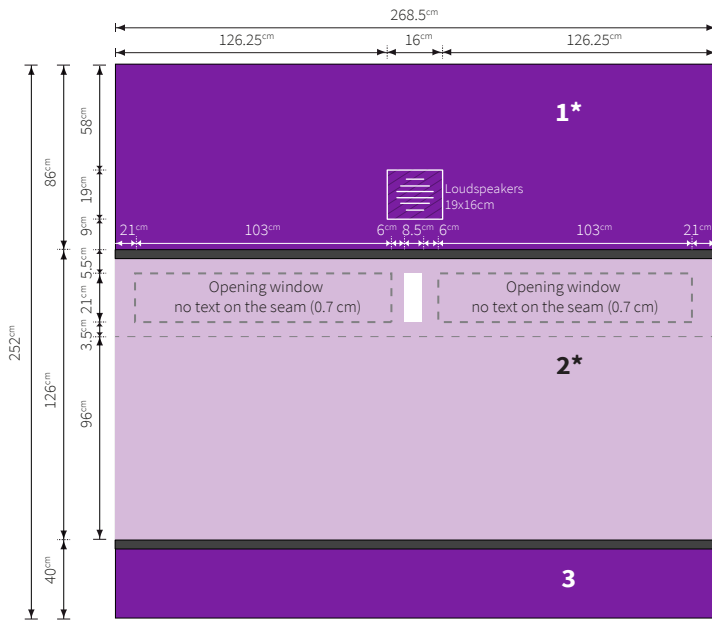 268.5cm
126.25cm 16cm 126.25cm
58cm
1*
86cm
19cm
Loudspeakers
19x16cm
9cm
21cm 103cm 6cm 8.5cm 6cm 103cm 21cm
5.5cm
Opening window
no text on the seam (0.7 cm)
Opening window
no text on the seam (0.7 cm)
21cm
3.5cm
252cm
2*
126cm
96cm
40cm
3